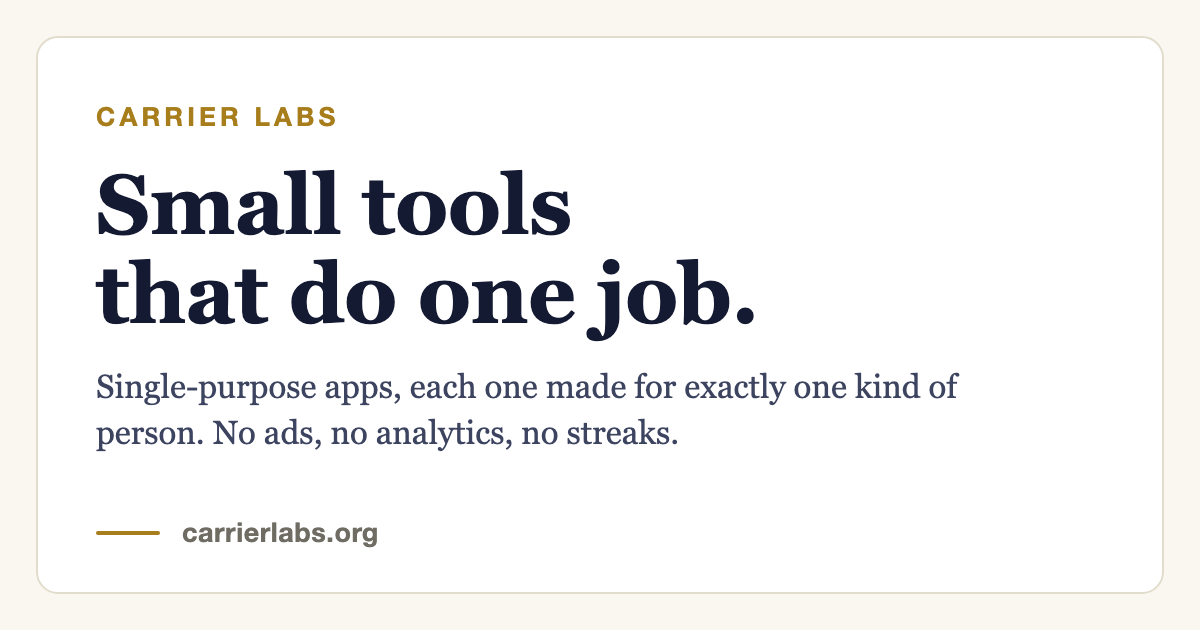 CARRIER LABS
Small tools
that do one job.
Single-purpose apps, each one made for exactly one kind of
person. No ads, no analytics, no streaks.
carrierlabs.org